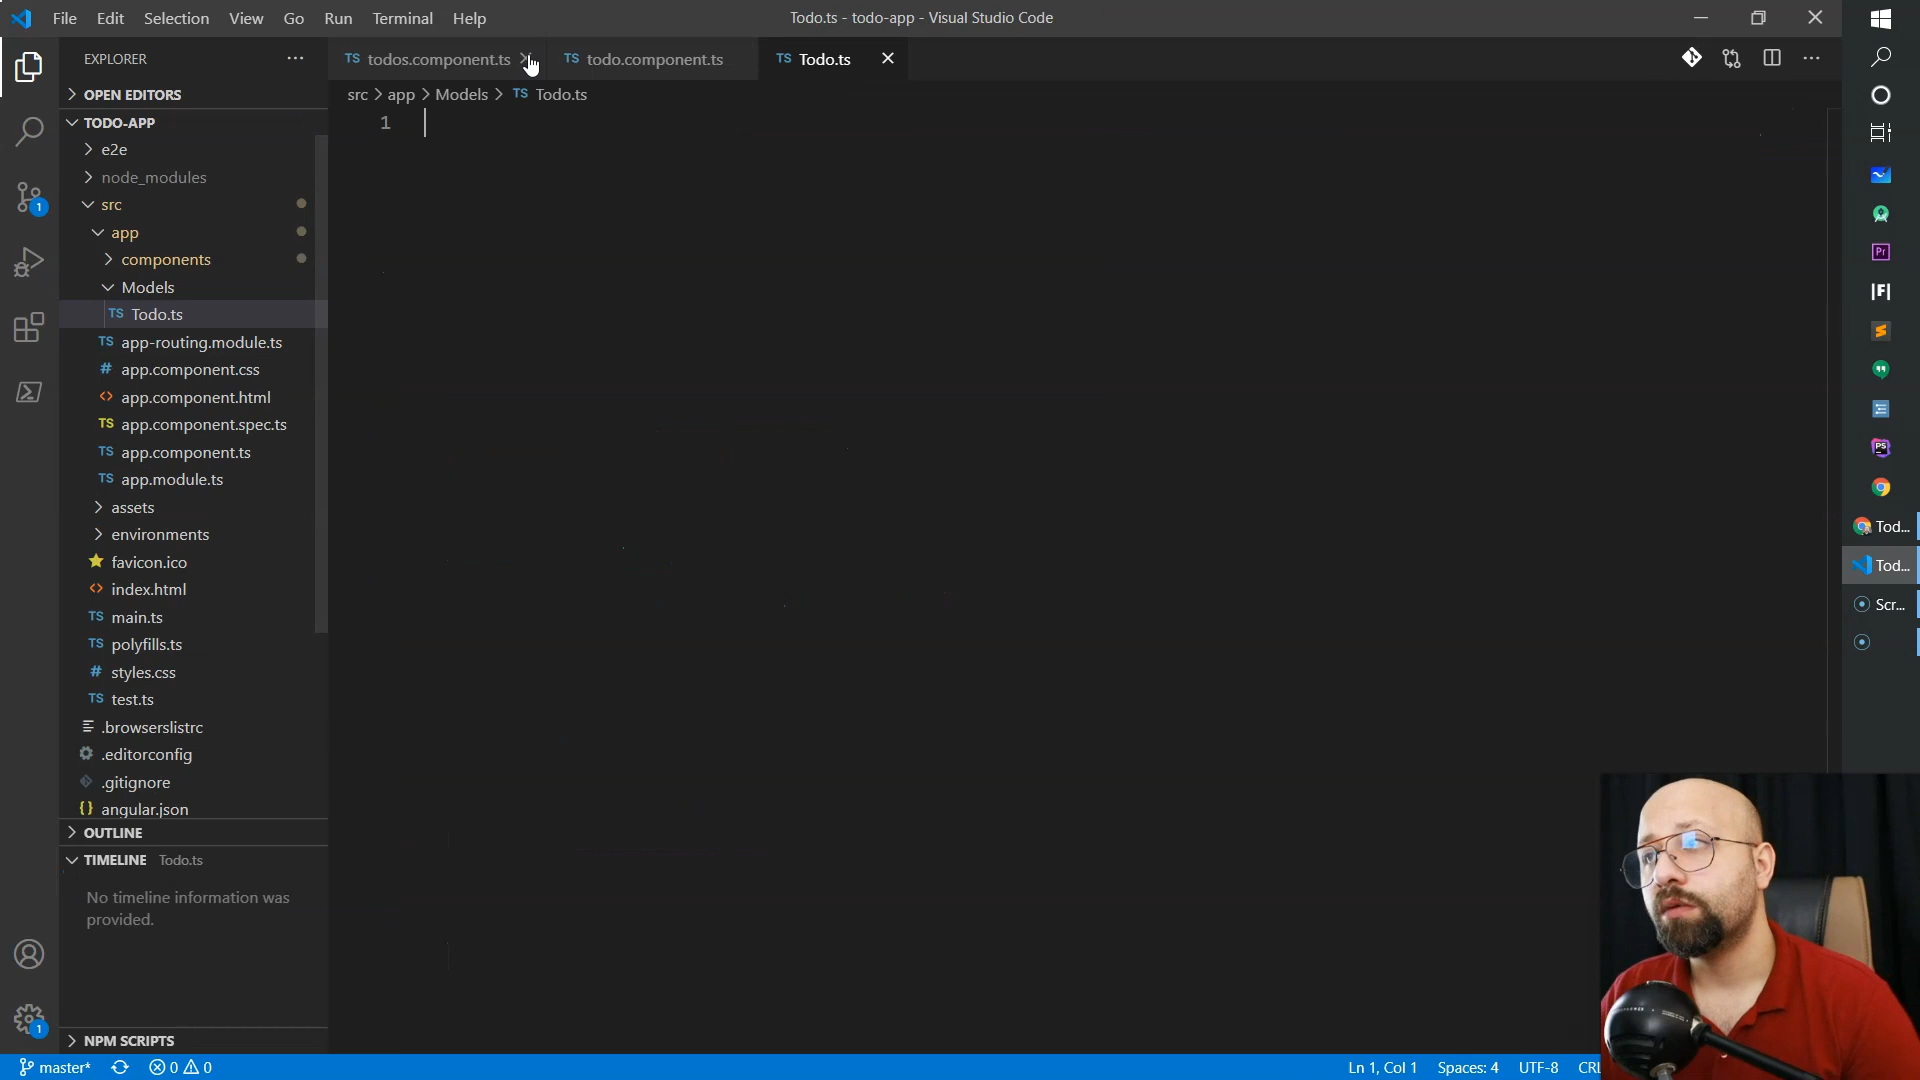 File Edit Selection View Go Run Terminal Help
Todo.ts - todo-app - Visual Studio Code
EXPLORER
TS todos.component.ts
TS todo.component.ts
TS Todo.ts
OPEN EDITORS
src > app > Models > TS Todo.ts
TODO-APP
1
e2e
node_modules
src
1
app
components
Models
TS Todo.ts
TS app-routing.module.ts
# app.component.css
<> app.component.html
TS app.component.spec.ts
TS app.component.ts
TS app.module.ts
assets
environments
favicon.ico
<> index.html
TS main.ts
TS polyfills.ts
# styles.css
TS test.ts
.browserslistrc
.editorconfig
.gitignore
{} angular.json
OUTLINE
TIMELINE Todo.ts
No timeline information was
provided.
1
NPM SCRIPTS
master* 0 0
Ln 1, Col 1 Spaces: 4 UTF-8 CRL
Pr
|F|
PS
Tod...
Tod...
Scr...